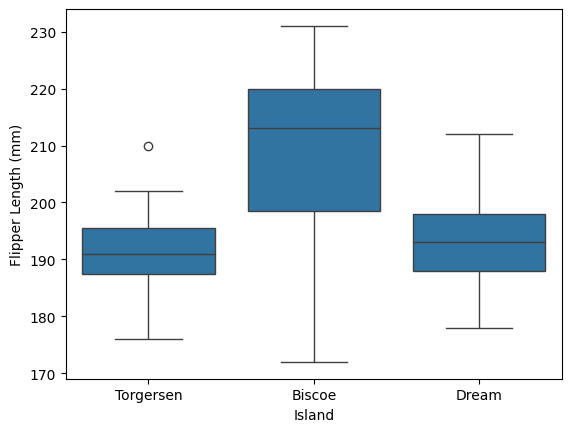 230
220
210
200
190
180
170
Flipper Length (mm)
Torgersen Biscoe Dream
Island